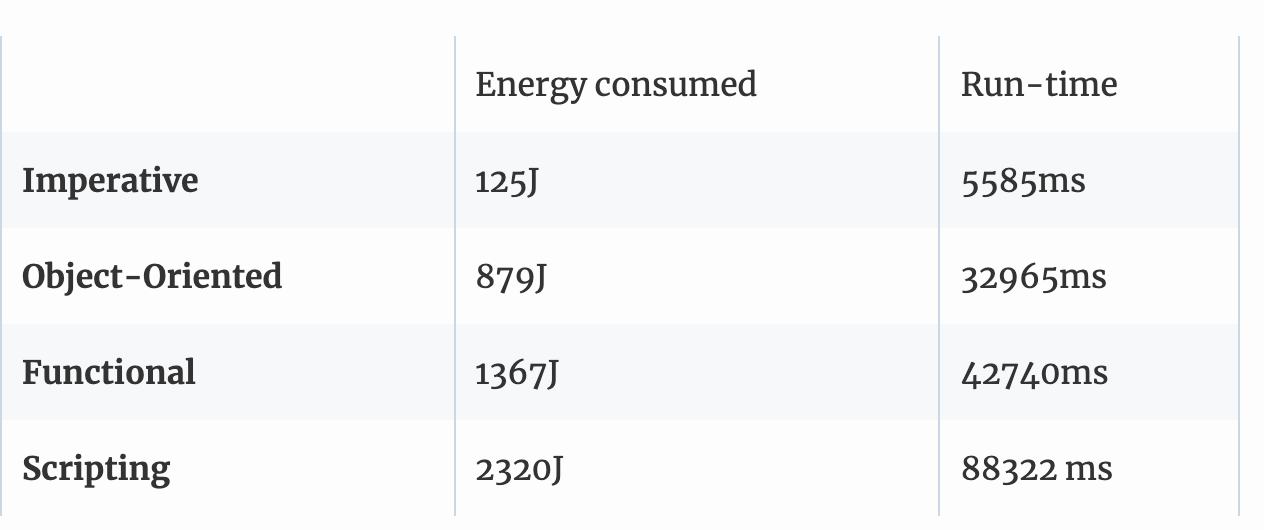 Energy consumed Run-time
Imperative 125J 5585ms
Object-Oriented 879J 32965ms
Functional 1367J 42740ms
Scripting 2320J 88322 ms